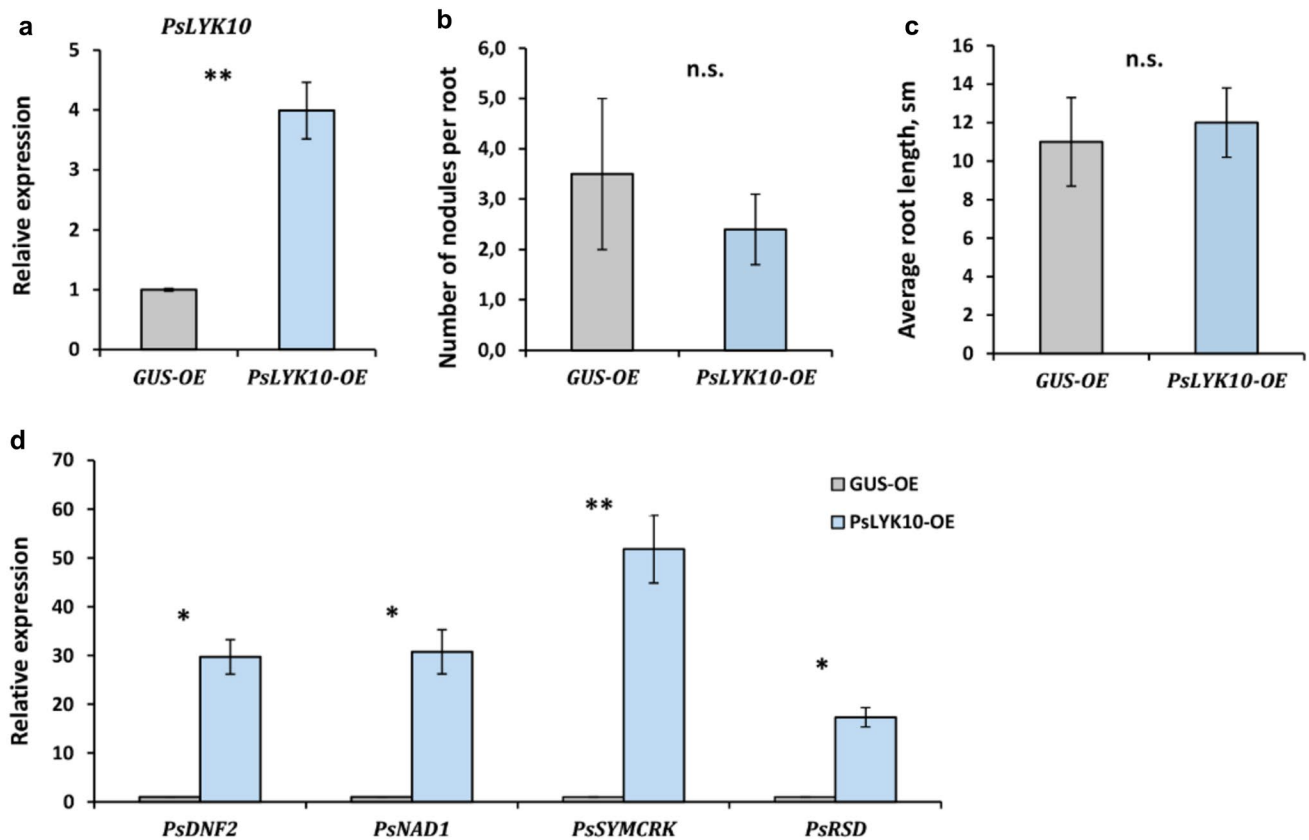 a
PsLYK10
Relaive expression
5
4
3
2
1
0
**
GUS-OE
PsLYK10-OE
b
Number of nodules per root
6,0
5,0
4,0
3,0
2,0
1,0
0,0
n.s.
GUS-OE
PsLYK10-OE
c
Average root length, sm
16
14
12
10
8
6
4
2
0
n.s.
GUS-OE
PsLYK10-OE
d
Relative expression
70
60
50
40
30
20
10
0
*
*
**
*
GUS-OE
PsLYK10-OE
PsDNF2
PsNAD1
PsSYMCRK
PsRSD